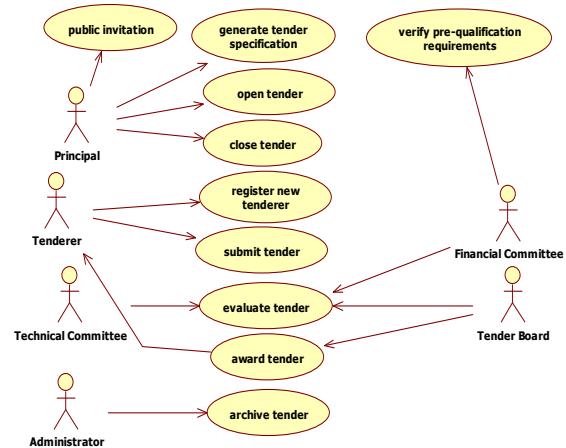 public invitation
generate tender
specification
verify pre-qualification
requirements
open tender
close tender
Principal
register new
tenderer
Tenderer
submit tender
Financial Committee
evaluate tender
Technical Committee
Tender Board
award tender
archive tender
Administrator